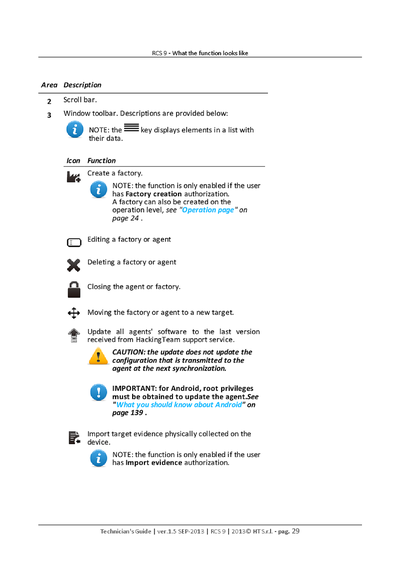 RCS 9 - What the function looks like
Area Description
2 Scroll bar.
3 Window toolbar. Descriptions are provided below:
NOTE: the key displays elements in a list with
their data.
Icon Function
Create a factory.
NOTE: the function is only enabled if the user
has Factory creation authorization.
A factory can also be created on the
operation level, see "Operation page" on
page 24 .
Editing a factory or agent
Deleting a factory or agent
Closing the agent or factory.
Moving the factory or agent to a new target.
Update all agents' software to the last version
received from HackingTeam support service.
CAUTION: the update does not update the
configuration that is transmitted to the
agent at the next synchronization.
IMPORTANT: for Android, root privileges
must be obtained to update the agent.See
"What you should know about Android" on
page 139 .
Import target evidence physically collected on the
device.
NOTE: the function is only enabled if the user
has Import evidence authorization.
Technician's Guide | ver.1.5 SEP-2013 | RCS 9 | 2013© HT S.r.l. - pag. 29